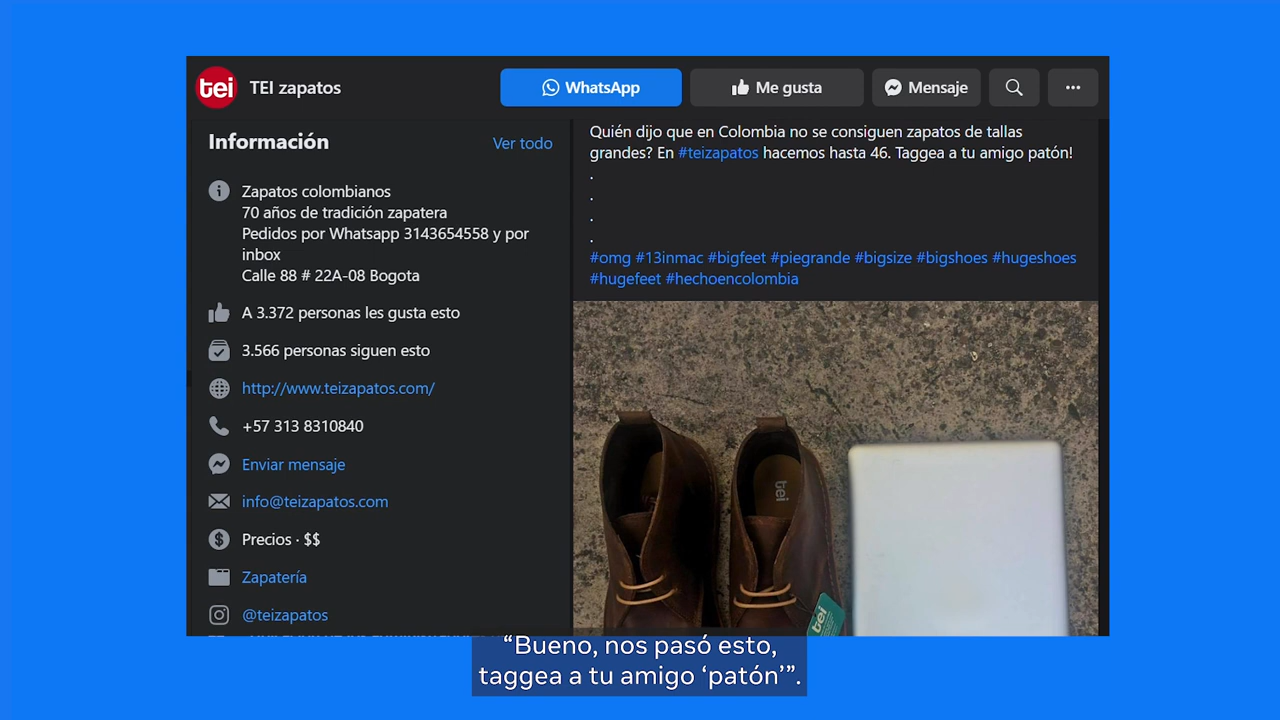 tei
TEI zapatos
WhatsApp
Me gusta
Mensaje
Información
Ver todo
Zapatos colombianos
70 años de tradición zapatera
Pedidos por Whatsapp 3143654558 y por
inbox
Calle 88 # 22A-08 Bogota
A 3.372 personas les gusta esto
3.566 personas siguen esto
http://www.teizapatos.com/
+57 313 8310840
Enviar mensaje
info@teizapatos.com
Precios · $$
Zapatería
@teizapatos
Quién dijo que en Colombia no se consiguen zapatos de tallas
grandes? En #teizapatos hacemos hasta 46. Taggea a tu amigo patón!
.
.
.
.
#omg #13inmac #bigfeet #piegrande #bigsize #bigshoes #hugeshoes
#hugefeet #hechoencolombia
tei
tei
“Bueno, nos pasó esto,
taggea a tu amigo ‘patón’”.